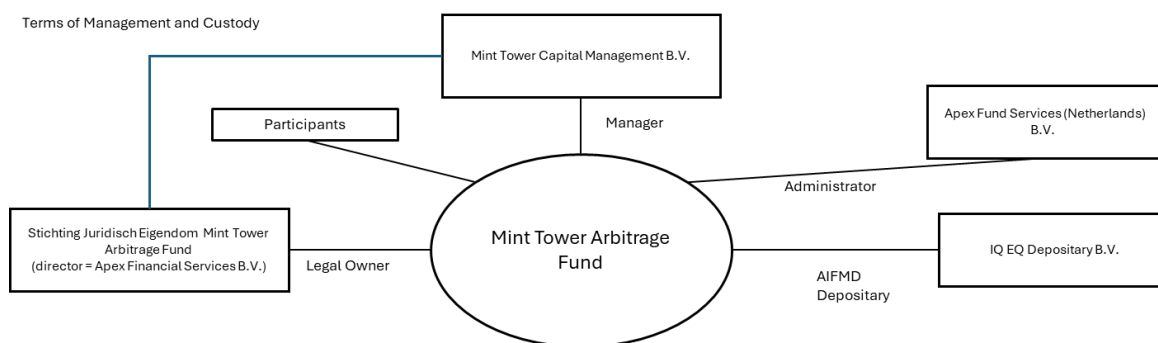 Terms of Management and Custody
Mint Tower Capital Management B.V.
Participants
Manager
Apex Fund Services (Netherlands)
B.V.
Administrator
Stichting Juridisch Eigendom Mint Tower
Arbitrage Fund
(director = Apex Financial Services B.V.)
Legal Owner
Mint Tower Arbitrage
Fund
IQ EQ Depositary B.V.
AIFMD
Depositary